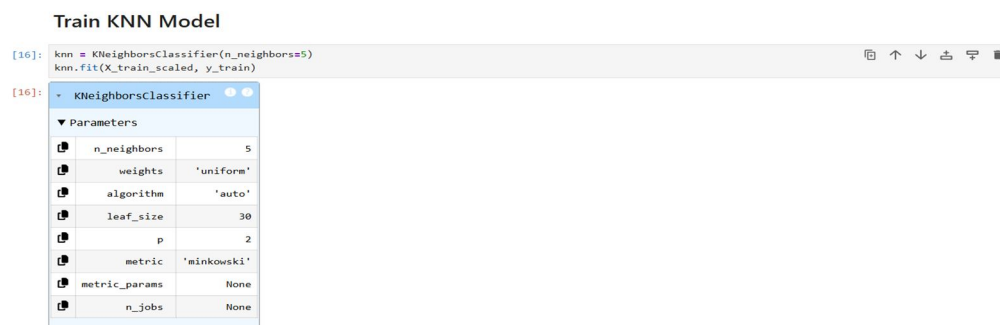 Train KNN Model
[16]: knn = KNeighborsClassifier(n_neighbors=5)
knn.fit(X_train_scaled, y_train)
[16]: ▾ KNeighborsClassifier i ?
▼ Parameters
n_neighbors 5
weights 'uniform'
algorithm 'auto'
leaf_size 30
p 2
metric 'minkowski'
metric_params None
n_jobs None